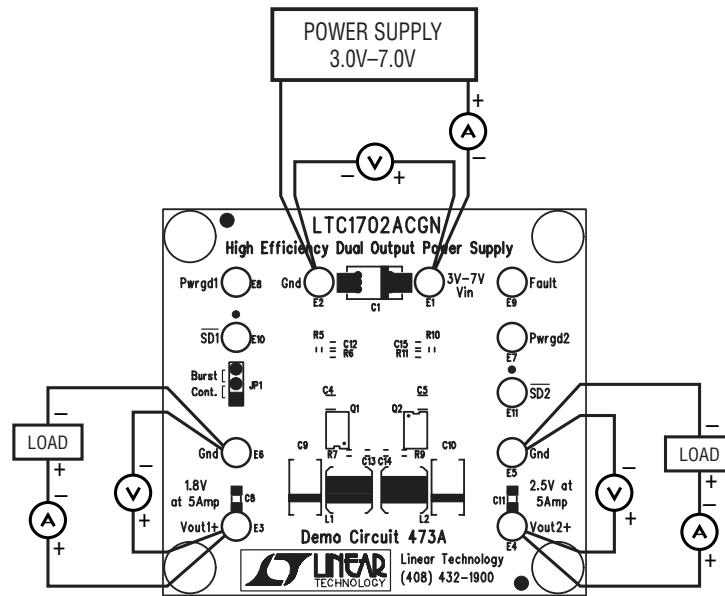 POWER SUPPLY
3.0V–7.0V
+
A
–
– V +
LTC1702ACGN
High Efficiency Dual Output Power Supply
Pwrgd1 E8
Gnd E2
C1
E1 3V-7V
Vin
E9 Fault
SD1 E10
R5
C12
R6
C15
R11
R10
Pwrgd2
E7
Burst
Cont.
JP1
SD2
E11
C4
C5
Q1
Q2
–
LOAD
+
–
A
+
–
V
+
Gnd E6
R7
C13
C14
R9
C9
C10
Gnd
E5
–
LOAD
+
–
A
+
–
V
+
1.8V
at 5Amp
C8
L1
L2
C11
2.5V at
5Amp
Vout1+ E3
Vout2+
E4
Demo Circuit 473A
LT LINEAR
TECHNOLOGY
Linear Technology
(408) 432-1900